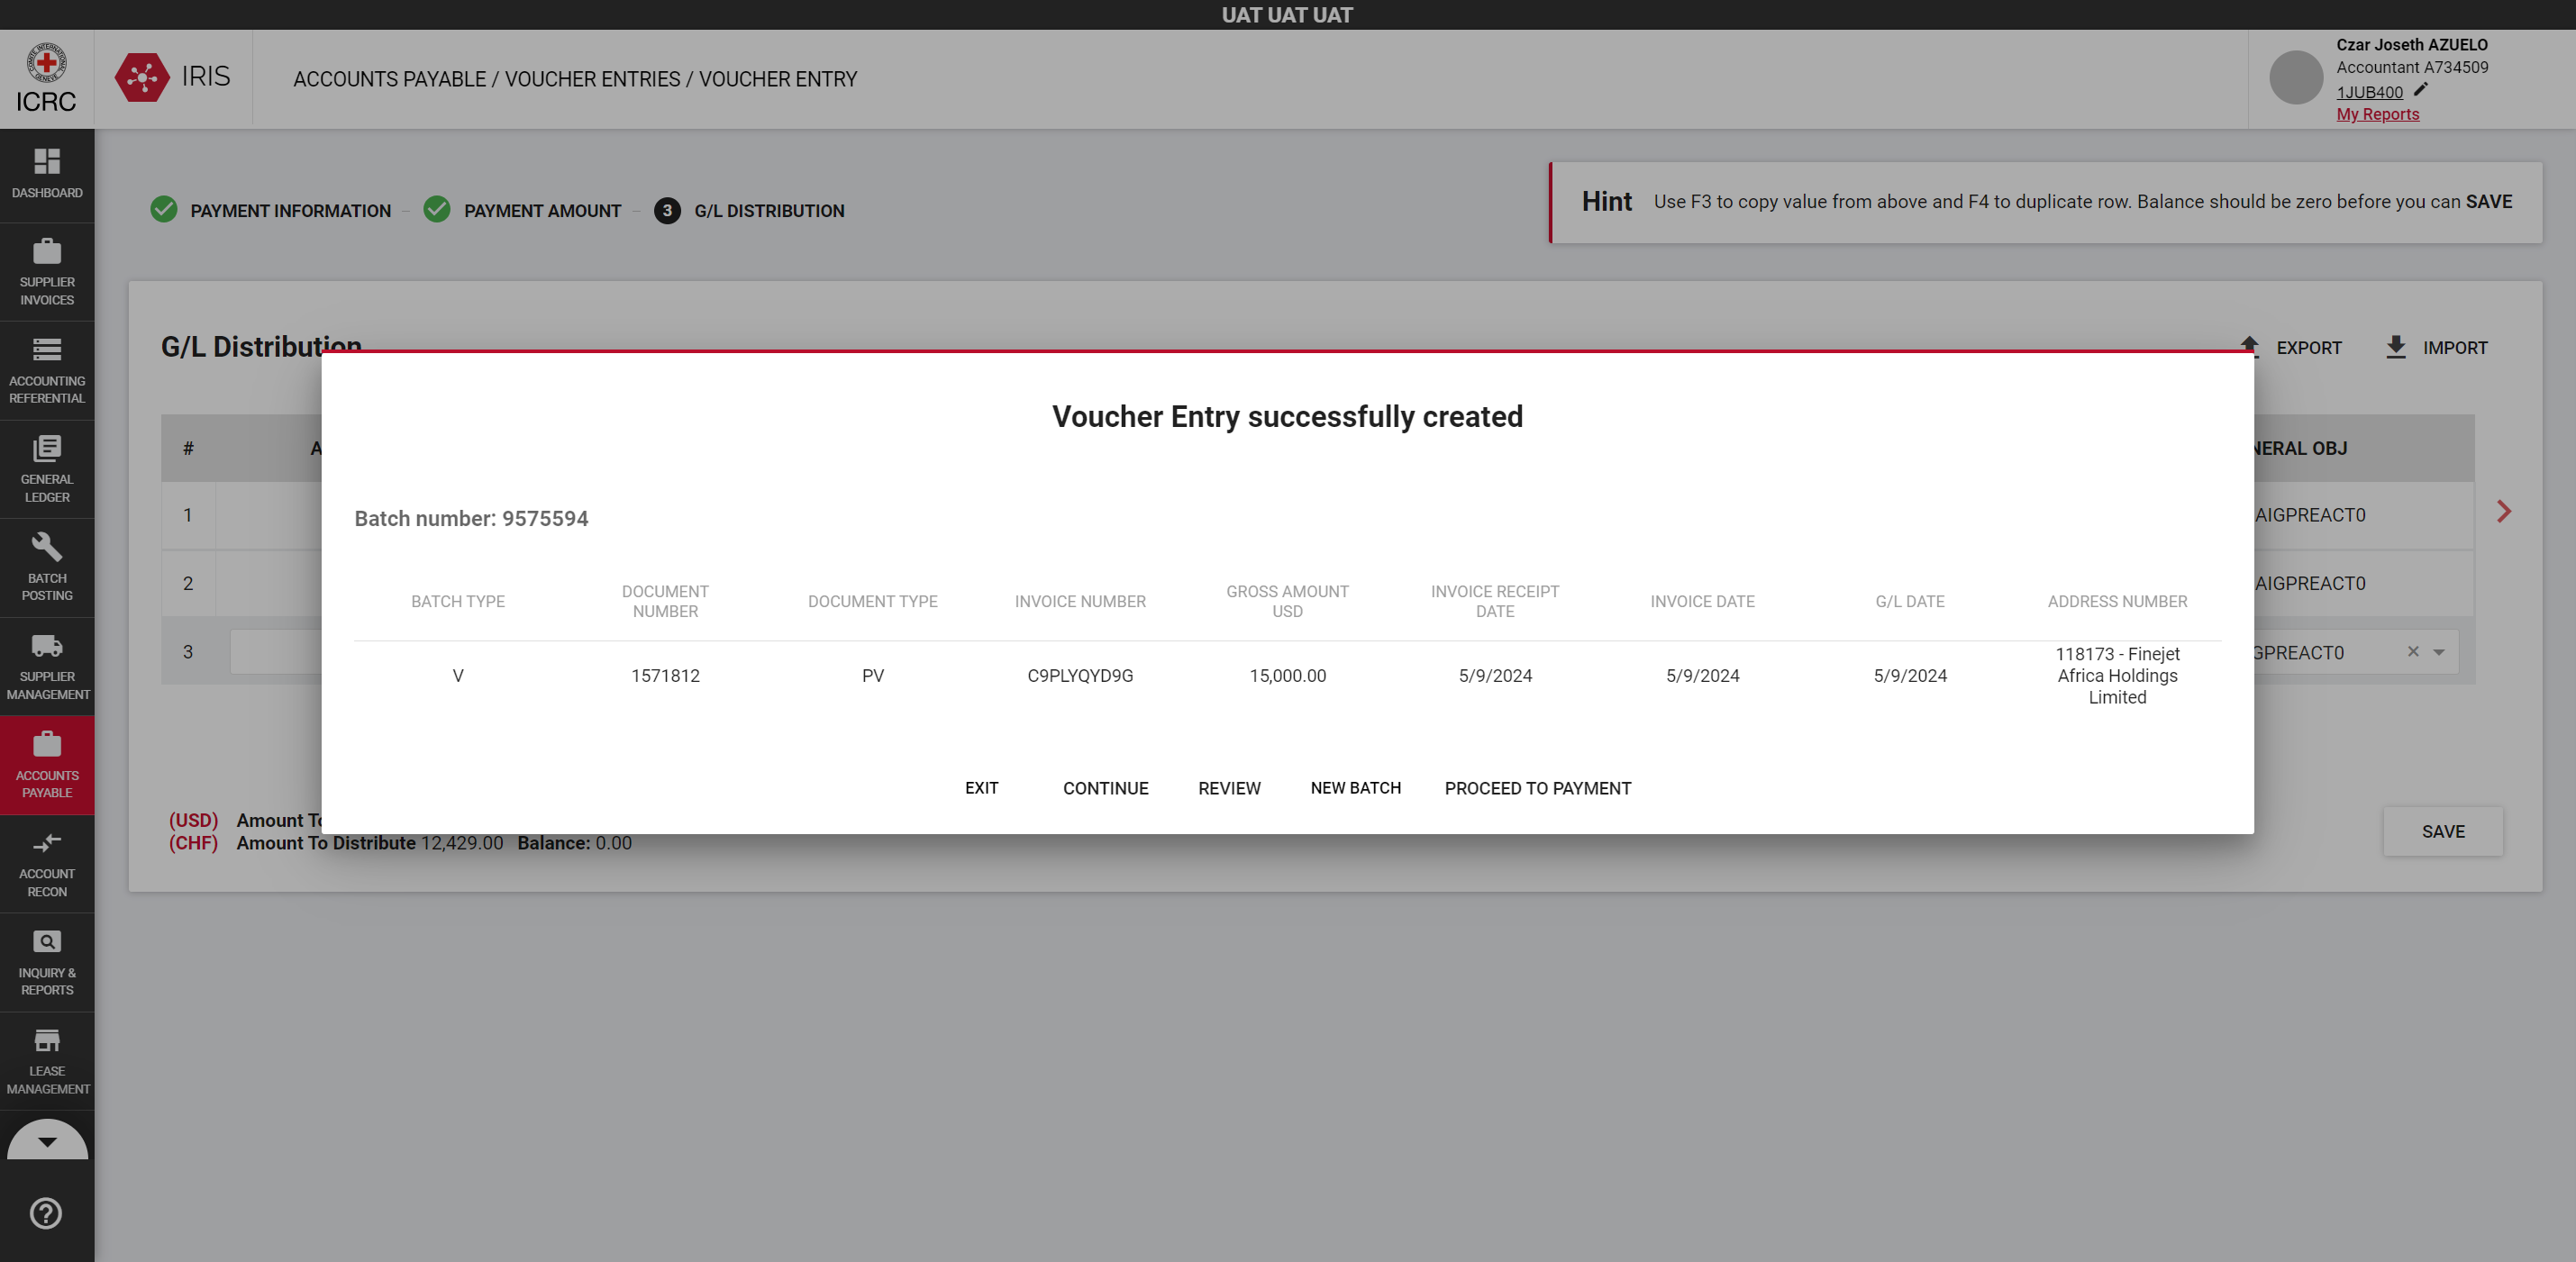 UAT UAT UAT
ICRC
IRIS
ACCOUNTS PAYABLE / VOUCHER ENTRIES / VOUCHER ENTRY
Czar Joseth AZUELO
Accountant A734509
1JUB400
My Reports
DASHBOARD
SUPPLIER
INVOICES
ACCOUNTING
REFERENTIAL
GENERAL
LEDGER
BATCH
POSTING
SUPPLIER
MANAGEMENT
ACCOUNTS
PAYABLE
ACCOUNT
RECON
INQUIRY &
REPORTS
LEASE
MANAGEMENT
PAYMENT INFORMATION
PAYMENT AMOUNT
3 G/L DISTRIBUTION
Hint Use F3 to copy value from above and F4 to duplicate row. Balance should be zero before you can SAVE
G/L Distribution
EXPORT
IMPORT
#
NERAL OBJ
1
AIGPREACT0
2
AIGPREACT0
3
GPREACT0
Voucher Entry successfully created
Batch number: 9575594
BATCH TYPE
DOCUMENT
NUMBER
DOCUMENT TYPE
INVOICE NUMBER
GROSS AMOUNT
USD
INVOICE RECEIPT
DATE
INVOICE DATE
G/L DATE
ADDRESS NUMBER
V
1571812
PV
C9PLYQYD9G
15,000.00
5/9/2024
5/9/2024
5/9/2024
118173 - Finejet
Africa Holdings
Limited
EXIT
CONTINUE
REVIEW
NEW BATCH
PROCEED TO PAYMENT
(USD) Amount To
(CHF) Amount To Distribute 12,429.00 Balance: 0.00
SAVE